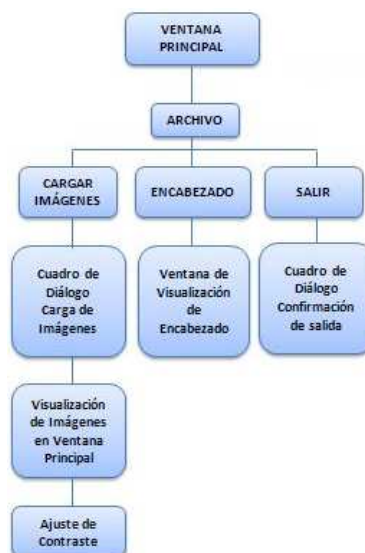 VENTANA
PRINCIPAL
ARCHIVO
CARGAR
IMÁGENES
ENCABEZADO
SALIR
Cuadro de
Diálogo
Carga de
Imágenes
Ventana de
Visualización
de
Encabezado
Cuadro de
Diálogo
Confirmación
de salida
Visualización
de Imágenes
en Ventana
Principal
Ajuste de
Contraste